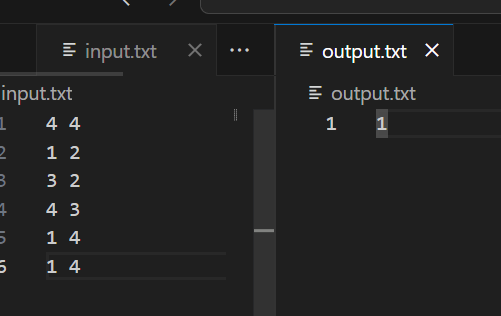 input.txt
output.txt
input.txt
output.txt
1 4 4
2 1 2
3 3 2
4 4 3
5 1 4
6 1 4
1 1